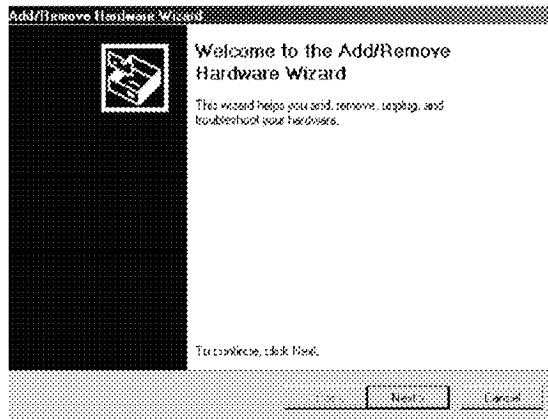 Add/Remove Hardware Wizard
Welcome to the Add/Remove
Hardware Wizard
This wizard helps you add, remove, unplug, and
troubleshoot your hardware.
To continue, click Next.
Next >
Cancel